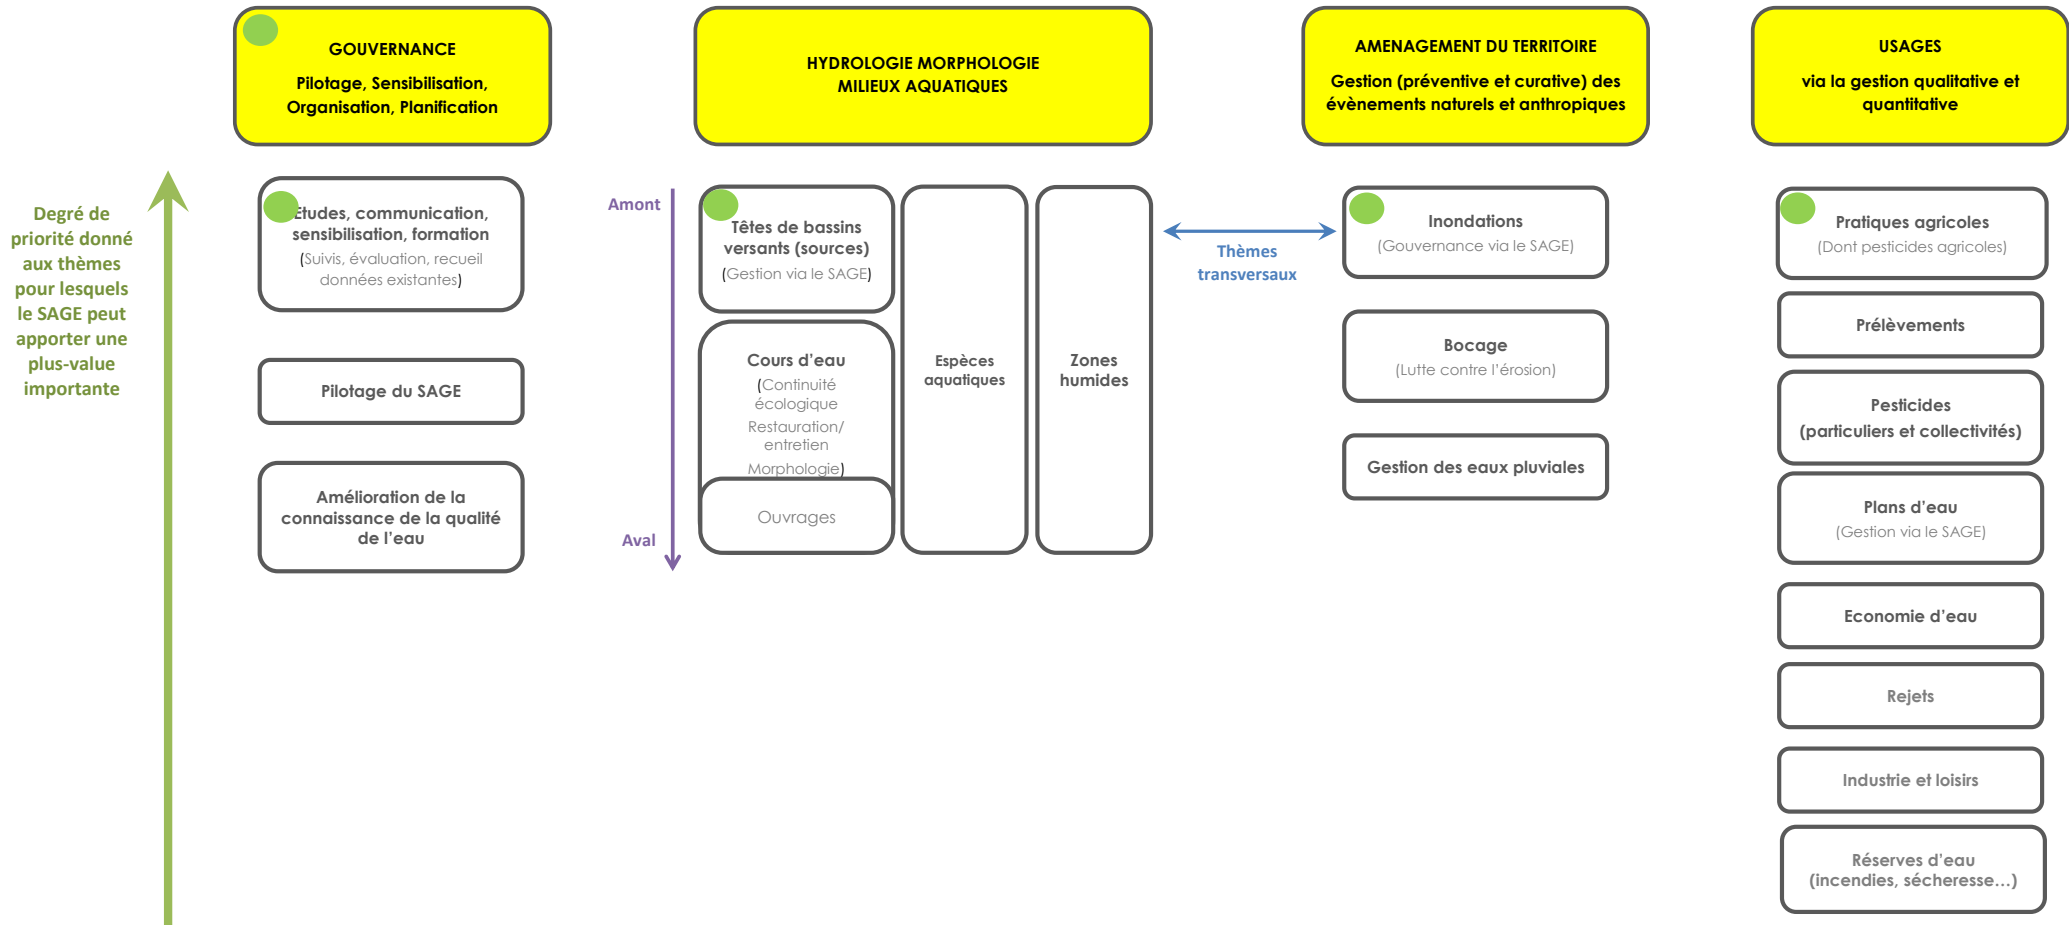 GOUVERNANCE
Pilotage, Sensibilisation,
Organisation, Planification
HYDROLOGIE MORPHOLOGIE
MILIEUX AQUATIQUES
AMENAGEMENT DU TERRITOIRE
Gestion (préventive et curative) des
évènements naturels et anthropiques
USAGES
via la gestion qualitative et
quantitative
Degré de
priorité donné
aux thèmes
pour lesquels
le SAGE peut
apporter une
plus-value
importante
Etudes, communication,
sensibilisation, formation
(Suivis, évaluation, recueil
données existantes)
Pilotage du SAGE
Amélioration de la
connaissance de la qualité
de l'eau
Amont
Aval
Têtes de bassins
versants (sources)
(Gestion via le SAGE)
Cours d'eau
(Continuité
écologique
Restauration/
entretien
Morphologie)
Ouvrages
Espèces
aquatiques
Zones
humides
Thèmes
transversaux
Inondations
(Gouvernance via le SAGE)
Bocage
(Lutte contre l'érosion)
Gestion des eaux pluviales
Pratiques agricoles
(Dont pesticides agricoles)
Prélèvements
Pesticides
(particuliers et collectivités)
Plans d'eau
(Gestion via le SAGE)
Economie d'eau
Rejets
Industrie et loisirs
Réserves d'eau
(incendies, sécheresse…)